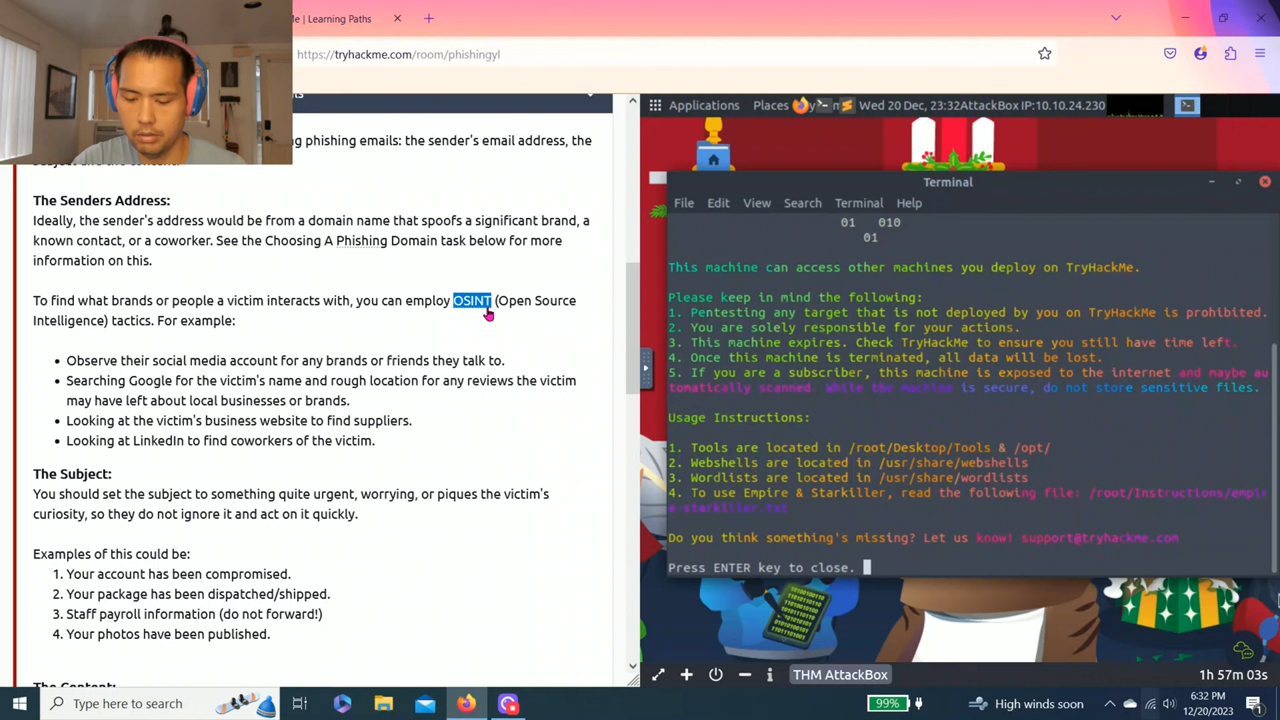 Me | Learning Paths
https://tryhackme.com/room/phishingyl
ng phishing emails: the sender's email address, the
The Senders Address:
Ideally, the sender's address would be from a domain name that spoofs a significant brand, a
known contact, or a coworker. See the Choosing A Phishing Domain task below for more
information on this.
To find what brands or people a victim interacts with, you can employ OSINT (Open Source
Intelligence) tactics. For example:
• Observe their social media account for any brands or friends they talk to.
• Searching Google for the victim's name and rough location for any reviews the victim
may have left about local businesses or brands.
• Looking at the victim's business website to find suppliers.
• Looking at LinkedIn to find coworkers of the victim.
The Subject:
You should set the subject to something quite urgent, worrying, or piques the victim's
curiosity, so they do not ignore it and act on it quickly.
Examples of this could be:
1. Your account has been compromised.
2. Your package has been dispatched/shipped.
3. Staff payroll information (do not forward!)
4. Your photos have been published.
The Content:
Applications Places Wed 20 Dec, 23:32 AttackBox IP:10.10.24.230
Terminal
File Edit View Search Terminal Help
01 010
01
This machine can access other machines you deploy on TryHackMe.
Please keep in mind the following:
1. Pentesting any target that is not deployed by you on TryHackMe is prohibited.
2. You are solely responsible for your actions.
3. This machine expires. Check TryHackMe to ensure you still have time left.
4. Once this machine is terminated, all data will be lost.
5. If you are a subscriber, this machine is exposed to the internet and maybe au
tomatically scanned. While the machine is secure, do not store sensitive files.
Usage Instructions:
1. Tools are located in /root/Desktop/Tools & /opt/
2. Webshells are located in /usr/share/webshells
3. Wordlists are located in /usr/share/wordlists
4. To use Empire & Starkiller, read the following file: /root/Instructions/empir
e-starkiller.txt
Do you think something's missing? Let us know! support@tryhackme.com
Press ENTER key to close.
THM AttackBox
1h 57m 03s
Type here to search
99%
High winds soon
6:32 PM
12/20/2023